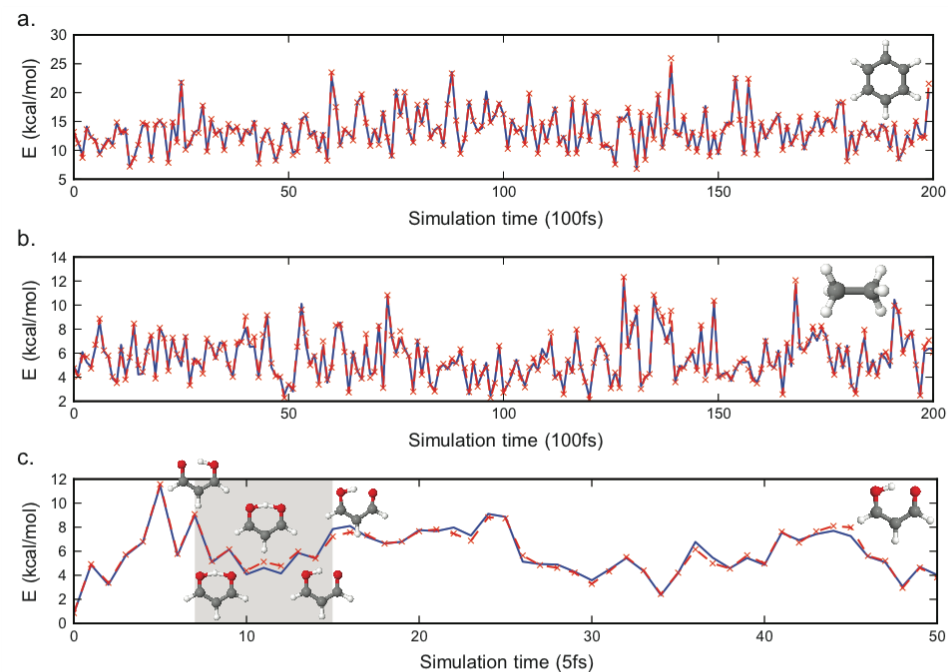 a.
30
25
20
15
10
5
E (kcal/mol)
0 50 100 150 200
Simulation time (100fs)
b.
14
12
10
8
6
4
2
E (kcal/mol)
0 50 100 150 200
Simulation time (100fs)
c.
12
10
8
6
4
2
0
E (kcal/mol)
0 10 20 30 40 50
Simulation time (5fs)